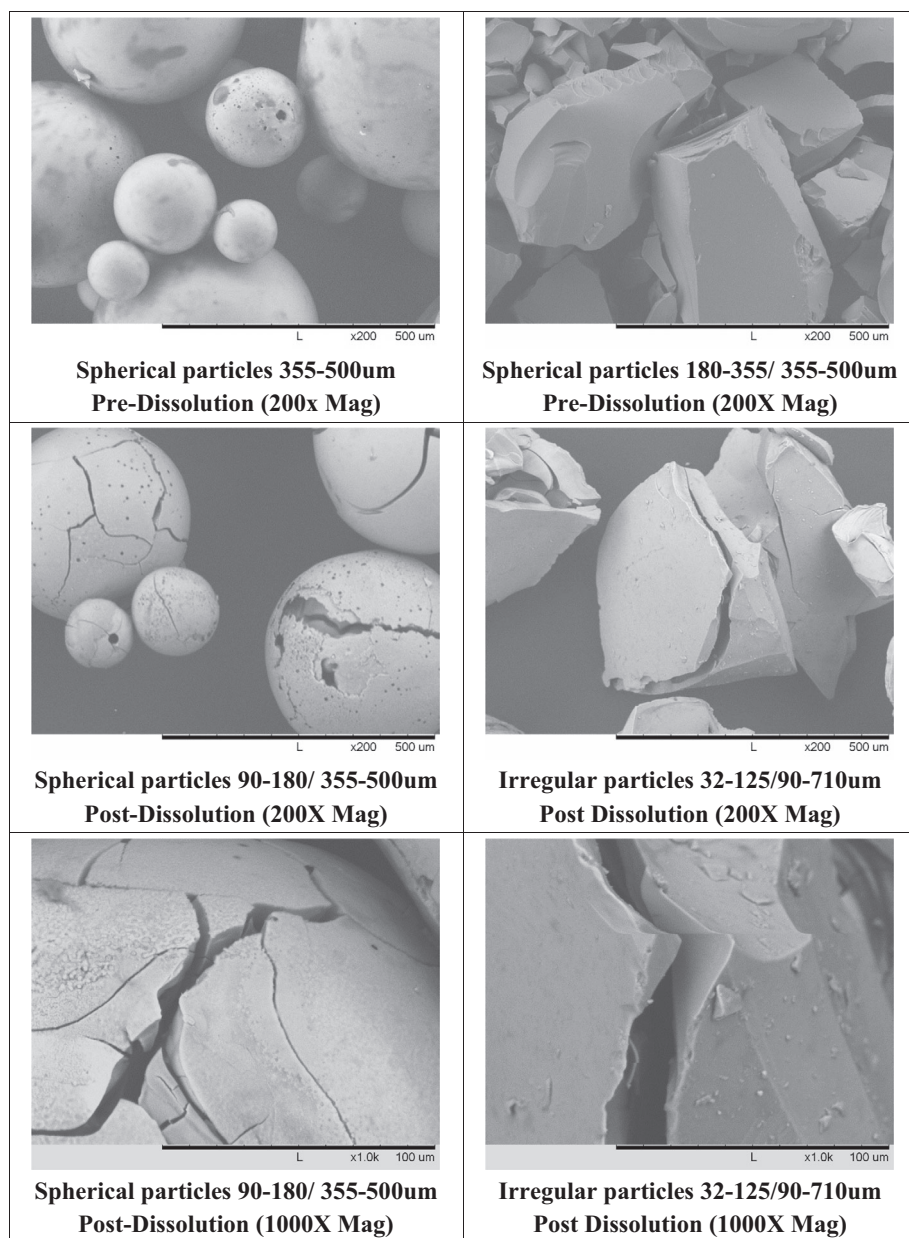 L x200 500 um
L x200 500 um
Spherical particles 355-500um
Pre-Dissolution (200x Mag)
Spherical particles 180-355/ 355-500um
Pre-Dissolution (200X Mag)
L x200 500 um
L x200 500 um
Spherical particles 90-180/ 355-500um
Post-Dissolution (200X Mag)
Irregular particles 32-125/90-710um
Post Dissolution (200X Mag)
L x1.0k 100 um
L x1.0k 100 um
Spherical particles 90-180/ 355-500um
Post-Dissolution (1000X Mag)
Irregular particles 32-125/90-710um
Post Dissolution (1000X Mag)